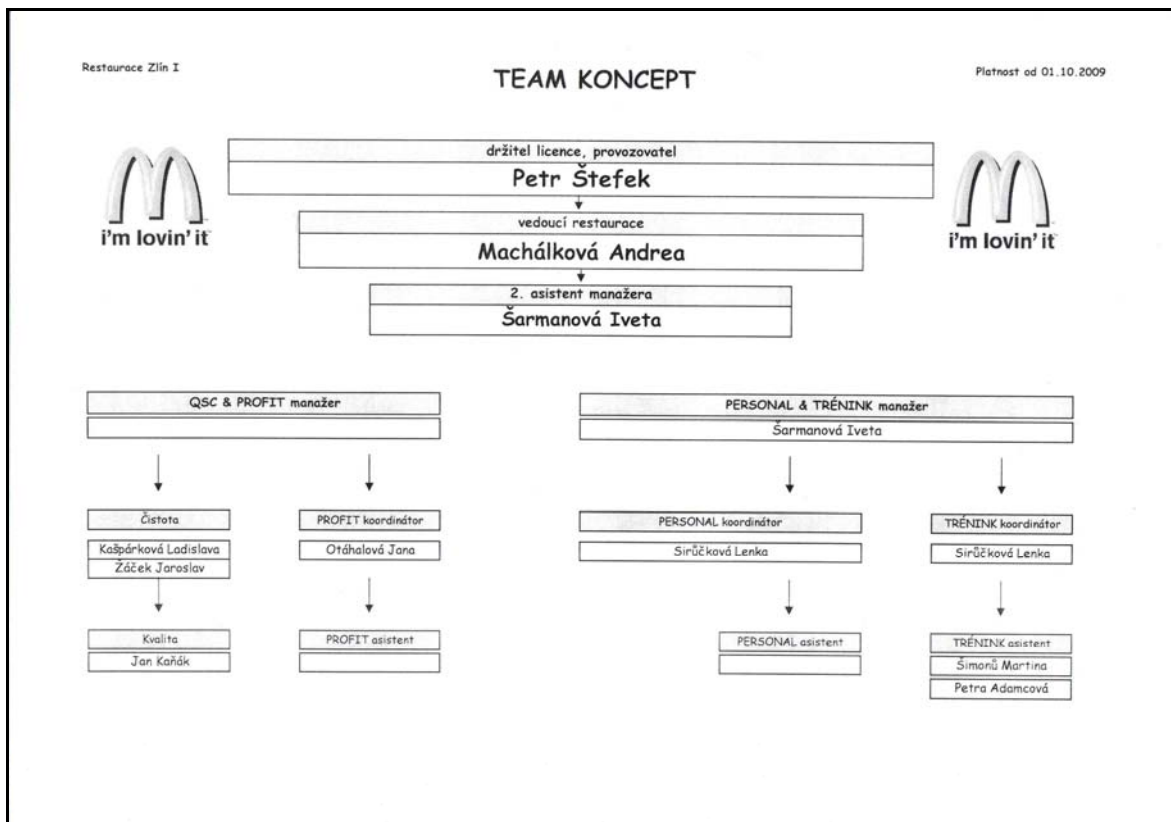 Restaurace Zlín I
TEAM KONCEPT
Platnost od 01.10.2009
držitel licence, provozovatel
Petr Štefek
i'm lovin' it
vedoucí restaurace
Machálková Andrea
i'm lovin' it
2. asistent manažera
Šarmanová Iveta
QSC & PROFIT manažer
PERSONAL & TRÉNINK manažer
Šarmanová Iveta
Čistota
PROFIT koordinátor
PERSONAL koordinátor
TRÉNINK koordinátor
Kašpárková Ladislava
Otáhalová Jana
Sirůčková Lenka
Sirůčková Lenka
Žáček Jaroslav
Kvalita
PROFIT asistent
PERSONAL asistent
TRÉNINK asistent
Jan Kaňák
Šimonů Martina
Petra Adamcová